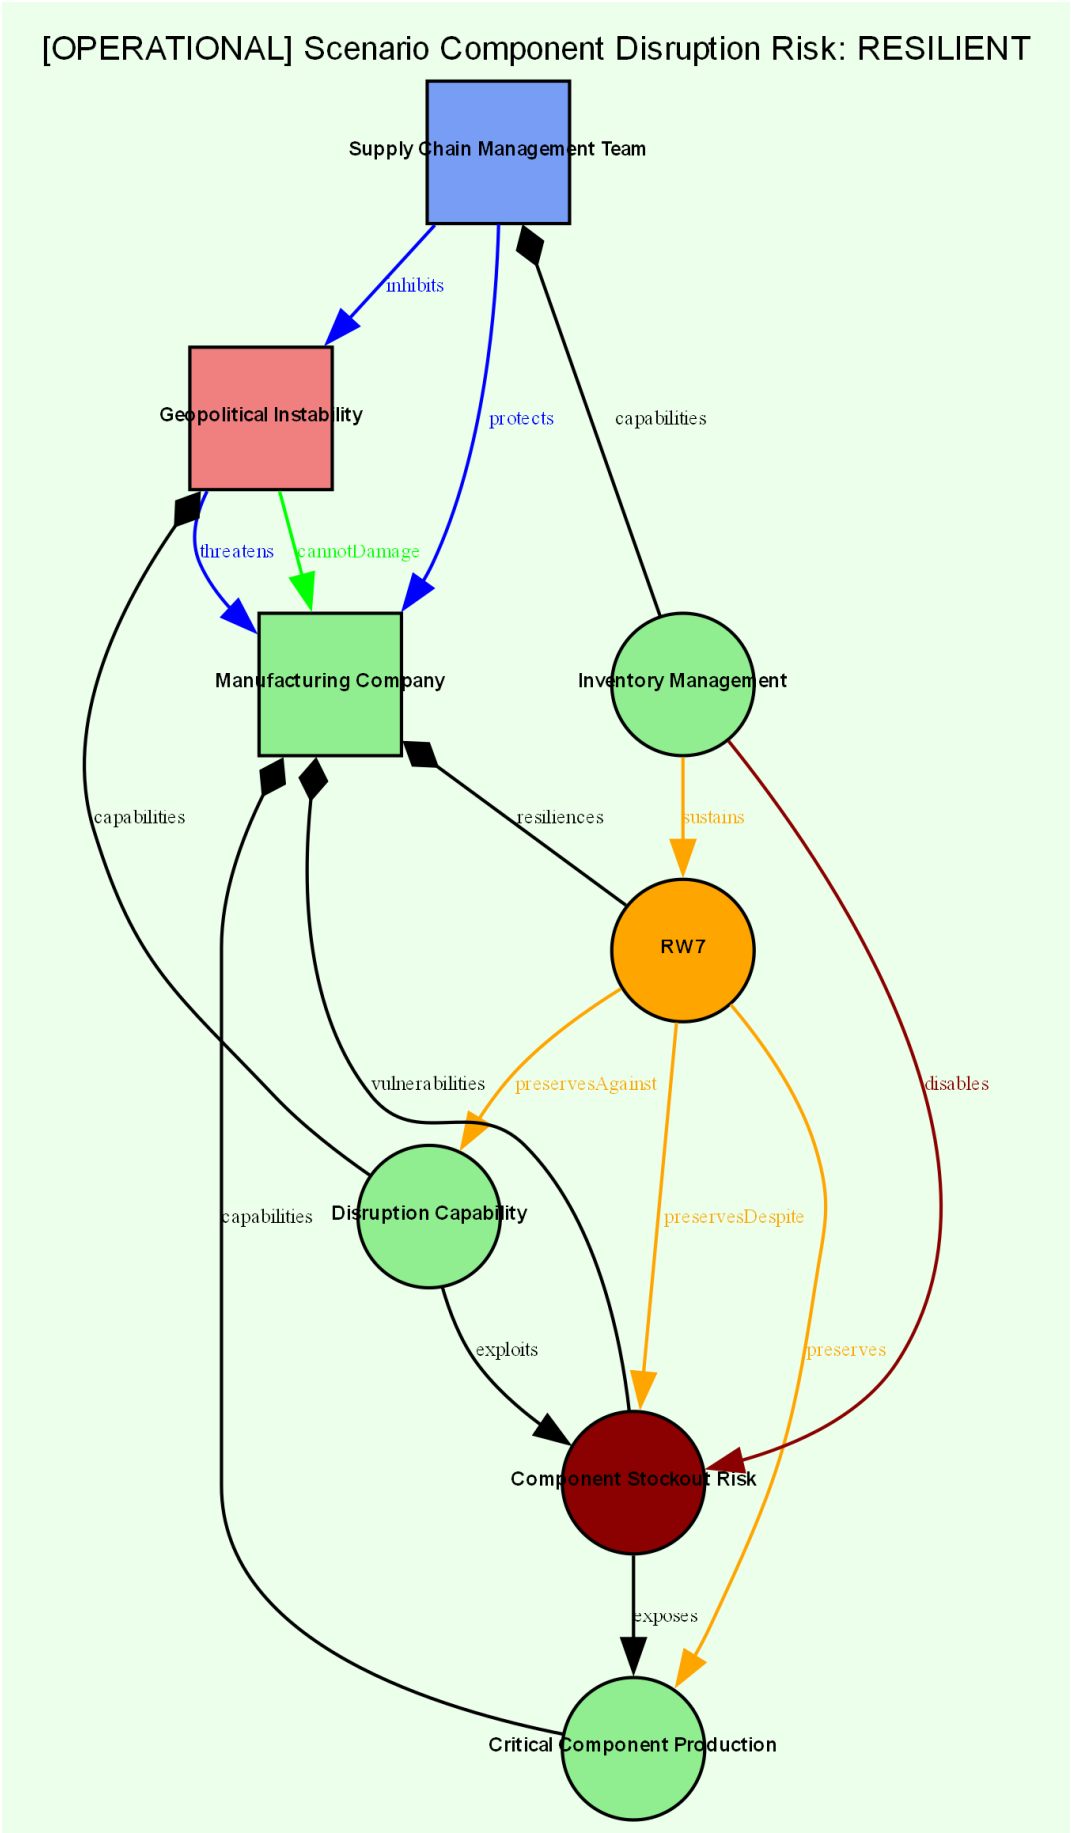 [OPERATIONAL] Scenario Component Disruption Risk: RESILIENT
Supply Chain Management Team
inhibits
Geopolitical Instability
protects
capabilities
threatens
cannotDamage
Manufacturing Company
Inventory Management
capabilities
resiliences
sustains
RW7
vulnerabilities
preservesAgainst
disables
capabilities
Disruption Capability
preservesDespite
exploits
preserves
Component Stockout Risk
exposes
Critical Component Production